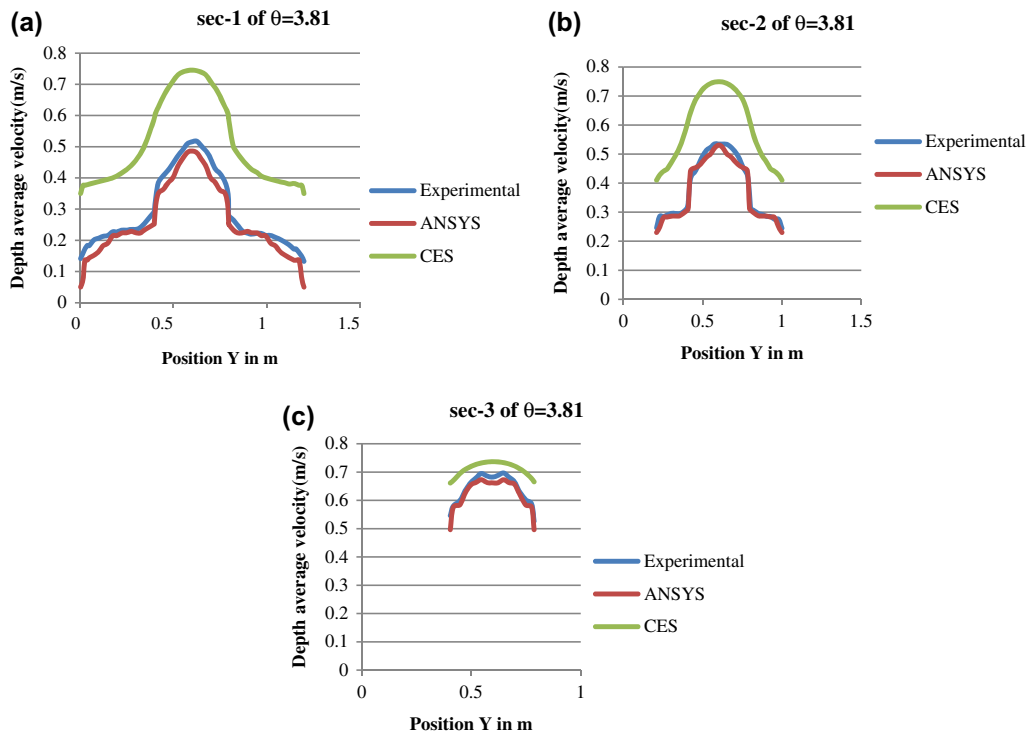 (a)
sec-1 of θ=3.81
Depth average velocity(m/s)
0.8
0.7
0.6
0.5
0.4
0.3
0.2
0.1
0
0
0.5
1
1.5
Position Y in m
Experimental
ANSYS
CES
(b)
sec-2 of θ=3.81
Depth average velocity(m/s)
0.8
0.7
0.6
0.5
0.4
0.3
0.2
0.1
0
0
0.5
1
1.5
Position Y in m
Experimental
ANSYS
CES
(c)
sec-3 of θ=3.81
Depth average velocity(m/s)
0.8
0.7
0.6
0.5
0.4
0.3
0.2
0.1
0
0
0.5
1
Position Y in m
Experimental
ANSYS
CES